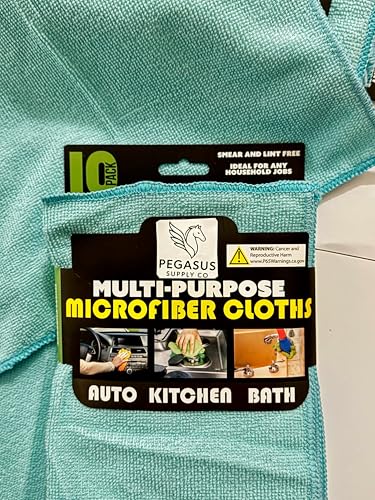 10
PACK
SMEAR AND LINT FREE
IDEAL FOR ANY
HOUSEHOLD JOBS
PEGASUS
SUPPLY CO
WARNING: Cancer and
Reproductive Harm
www.P65Warnings.ca.gov
MULTI-PURPOSE
MICROFIBER CLOTHS
AUTO KITCHEN BATH